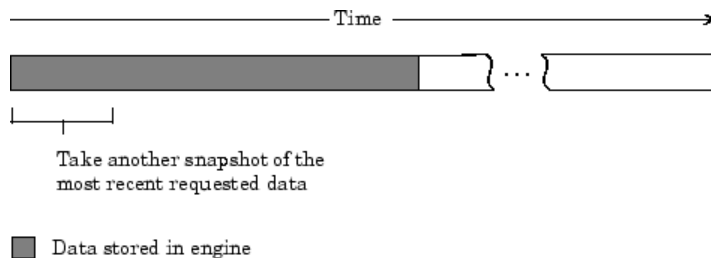 Time
...
Take another snapshot of the
most recent requested data
Data stored in engine